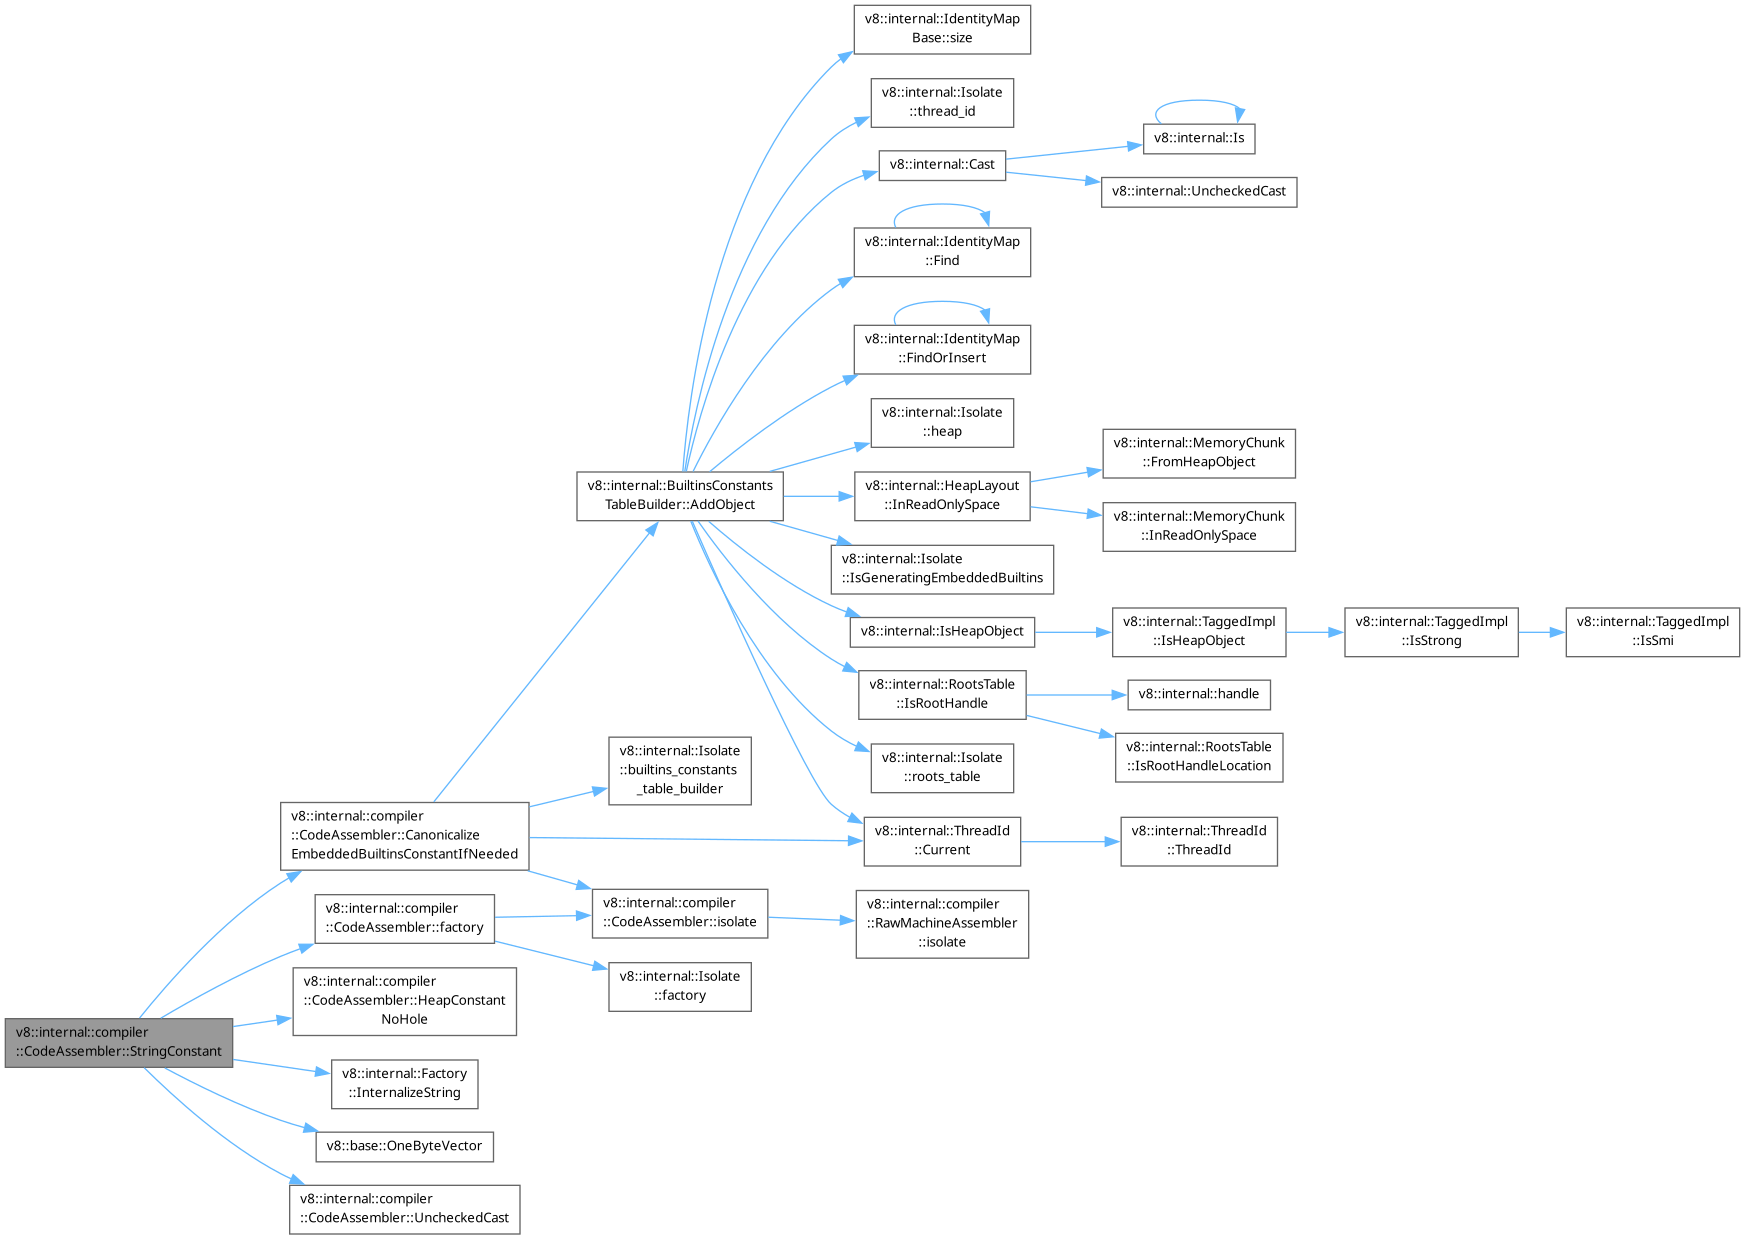 v8::internal::IdentityMap
Base::size
v8::internal::Isolate
::thread_id
v8::internal::Is
v8::internal::Cast
v8::internal::UncheckedCast
v8::internal::IdentityMap
::Find
v8::internal::IdentityMap
::FindOrInsert
v8::internal::Isolate
::heap
v8::internal::MemoryChunk
::FromHeapObject
v8::internal::BuiltinsConstants
TableBuilder::AddObject
v8::internal::HeapLayout
::InReadOnlySpace
v8::internal::MemoryChunk
::InReadOnlySpace
v8::internal::Isolate
::IsGeneratingEmbeddedBuiltins
v8::internal::IsHeapObject
v8::internal::TaggedImpl
::IsHeapObject
v8::internal::TaggedImpl
::IsStrong
v8::internal::TaggedImpl
::IsSmi
v8::internal::RootsTable
::IsRootHandle
v8::internal::handle
v8::internal::RootsTable
::IsRootHandleLocation
v8::internal::Isolate
::builtins_constants
_table_builder
v8::internal::Isolate
::roots_table
v8::internal::compiler
::CodeAssembler::Canonicalize
EmbeddedBuiltinsConstantIfNeeded
v8::internal::ThreadId
::Current
v8::internal::ThreadId
::ThreadId
v8::internal::compiler
::CodeAssembler::factory
v8::internal::compiler
::CodeAssembler::isolate
v8::internal::compiler
::RawMachineAssembler
::isolate
v8::internal::Isolate
::factory
v8::internal::compiler
::CodeAssembler::HeapConstant
NoHole
v8::internal::compiler
::CodeAssembler::StringConstant
v8::internal::Factory
::InternalizeString
v8::base::OneByteVector
v8::internal::compiler
::CodeAssembler::UncheckedCast